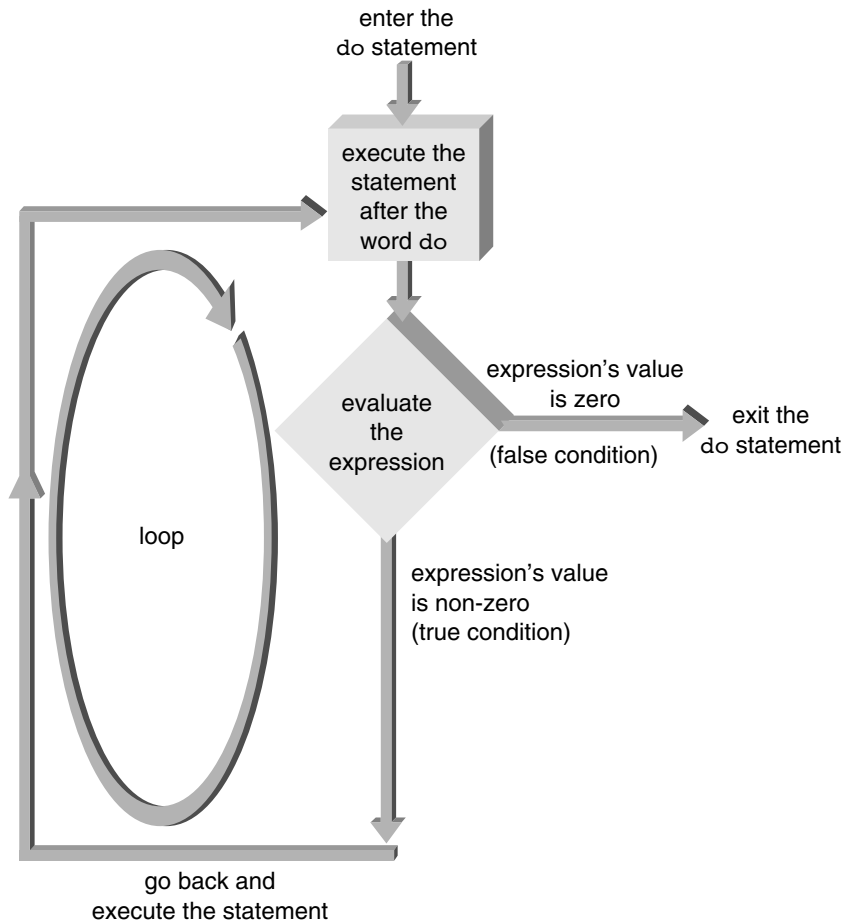 enter the
do statement
execute the
statement
after the
word do
expression's value
is zero
evaluate
the
expression
(false condition)
exit the
do statement
loop
expression's value
is non-zero
(true condition)
go back and
execute the statement